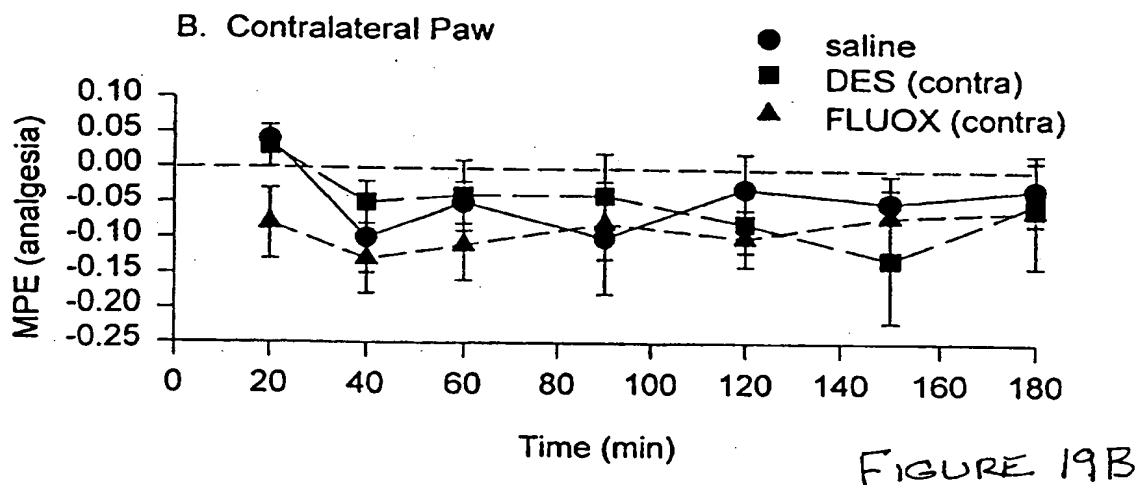 B. Contralateral Paw
saline
DES (contra)
FLUOX (contra)
MPE (analgesia)
0.10
0.05
0.00
-0.05
-0.10
-0.15
-0.20
-0.25
0 20 40 60 80 100 120 140 160 180
Time (min)
FIGURE 19B